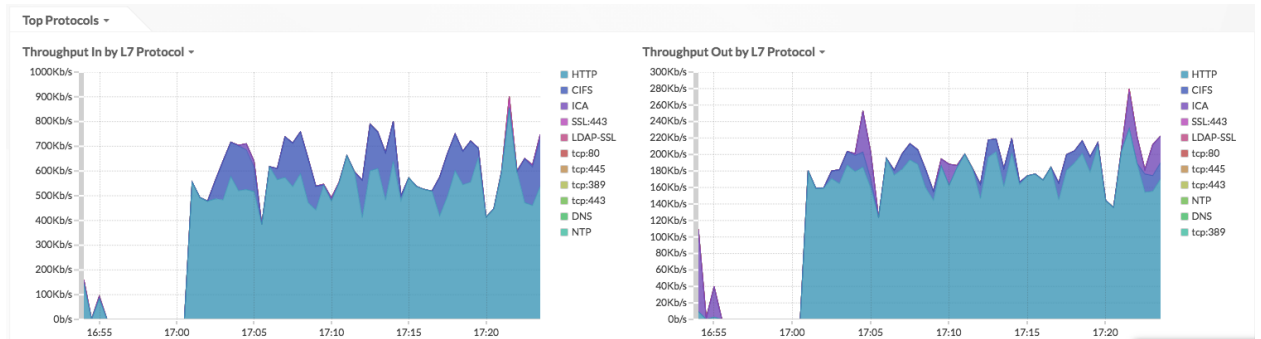 Top Protocols
Throughput In by L7 Protocol
1000Kb/s
900Kb/s
800Kb/s
700Kb/s
600Kb/s
500Kb/s
400Kb/s
300Kb/s
200Kb/s
100Kb/s
0b/s
16:55 17:00 17:05 17:10 17:15 17:20
HTTP
CIFS
ICA
SSL:443
LDAP-SSL
tcp:80
tcp:445
tcp:389
tcp:443
DNS
NTP
Throughput Out by L7 Protocol
300Kb/s
280Kb/s
260Kb/s
240Kb/s
220Kb/s
200Kb/s
180Kb/s
160Kb/s
140Kb/s
120Kb/s
100Kb/s
80Kb/s
60Kb/s
40Kb/s
20Kb/s
0b/s
16:55 17:00 17:05 17:10 17:15 17:20
HTTP
CIFS
ICA
SSL:443
LDAP-SSL
tcp:80
tcp:445
tcp:443
NTP
DNS
tcp:389